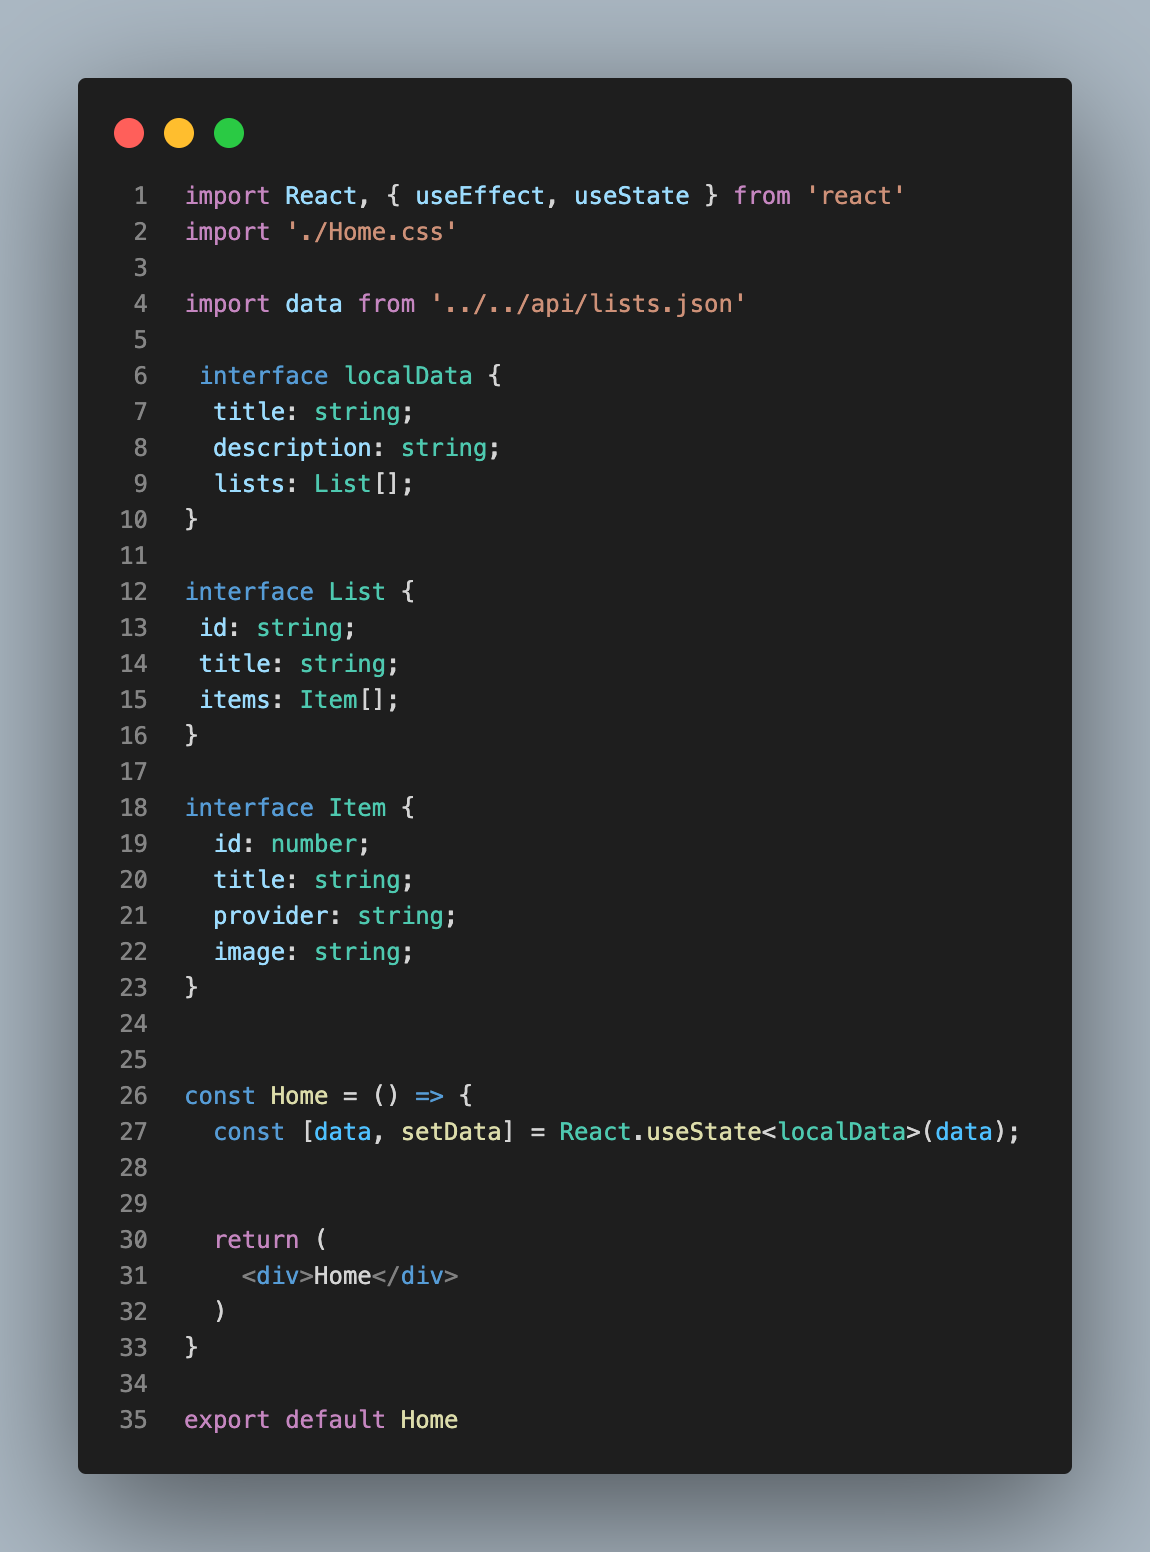 1 import React, { useEffect, useState } from 'react'
2 import './Home.css'
3
4 import data from '../../api/lists.json'
5
6  interface localData {
7   title: string;
8   description: string;
9   lists: List[];
10 }
11
12 interface List {
13  id: string;
14  title: string;
15  items: Item[];
16 }
17
18 interface Item {
19   id: number;
20   title: string;
21   provider: string;
22   image: string;
23 }
24
25
26 const Home = () => {
27   const [data, setData] = React.useState<localData>(data);
28
29
30   return (
31     <div>Home</div>
32   )
33 }
34
35 export default Home